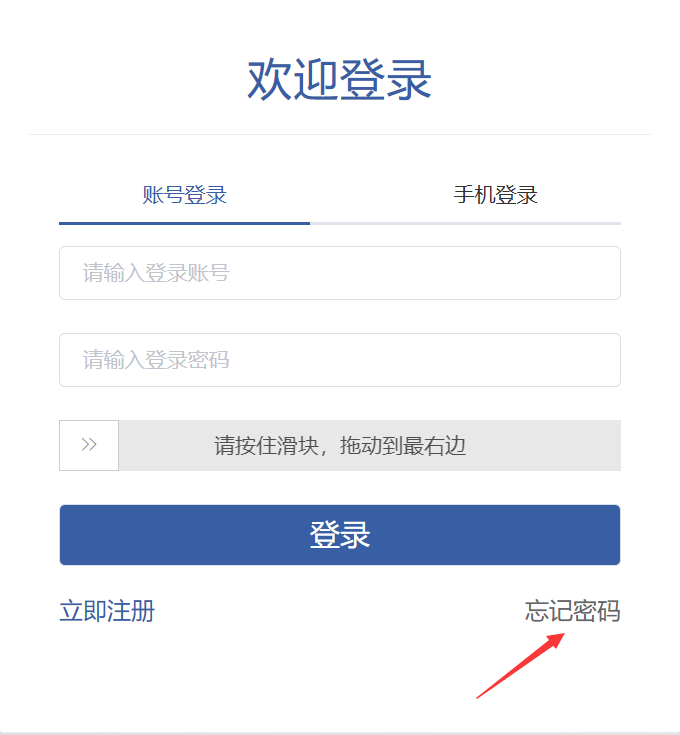 欢迎登录
账号登录 手机登录
请输入登录账号
请输入登录密码
请按住滑块，拖动到最右边
登录
立即注册 忘记密码